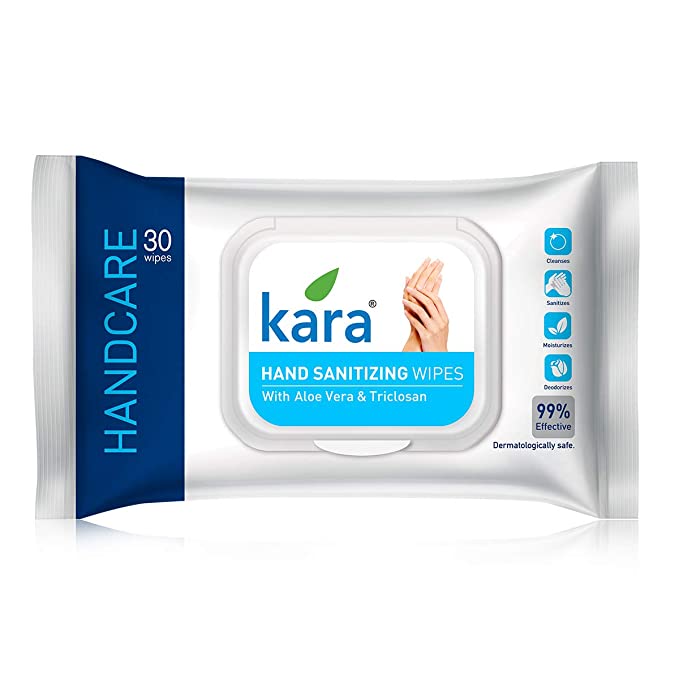 HANDCARE
30
wipes
kara®
HAND SANITIZING WIPES
With Aloe Vera & Triclosan
Cleanses
Sanitizes
Moisturizes
Deodorizes
99%
Effective
Dermatologically safe.